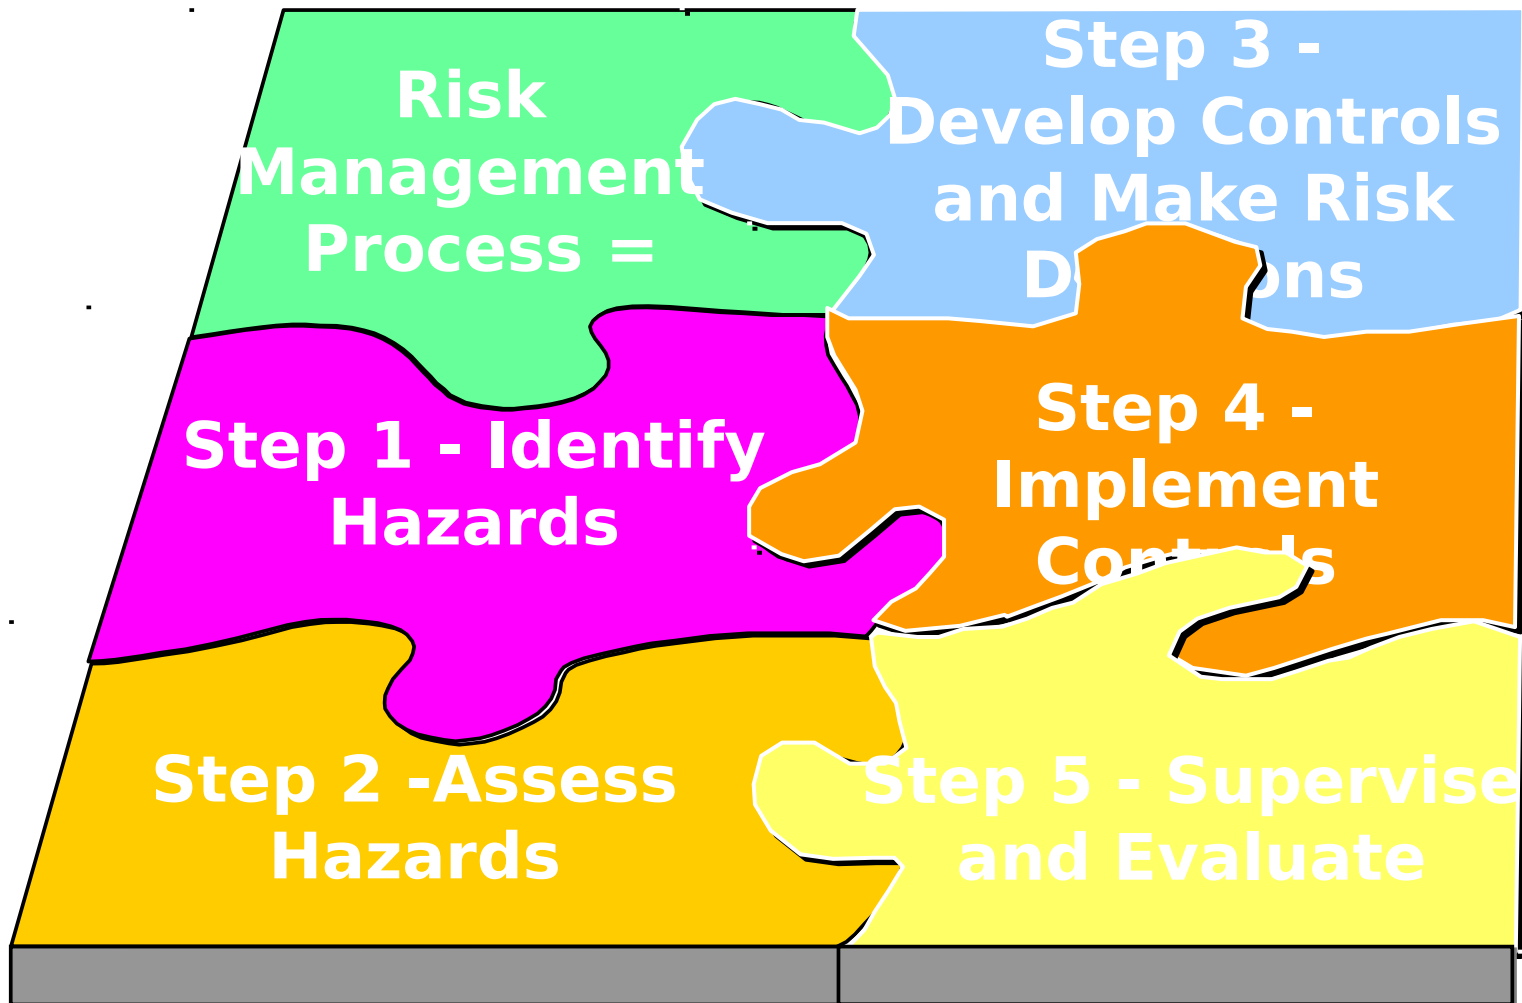 Risk
Management
Process =
Step 1 - Identify
Hazards
Step 2 -Assess
Hazards
Step 3 -
Develop Controls
and Make Risk
Step 4 -
Implement
Controls
Step 5 - Supervise
and Evaluate